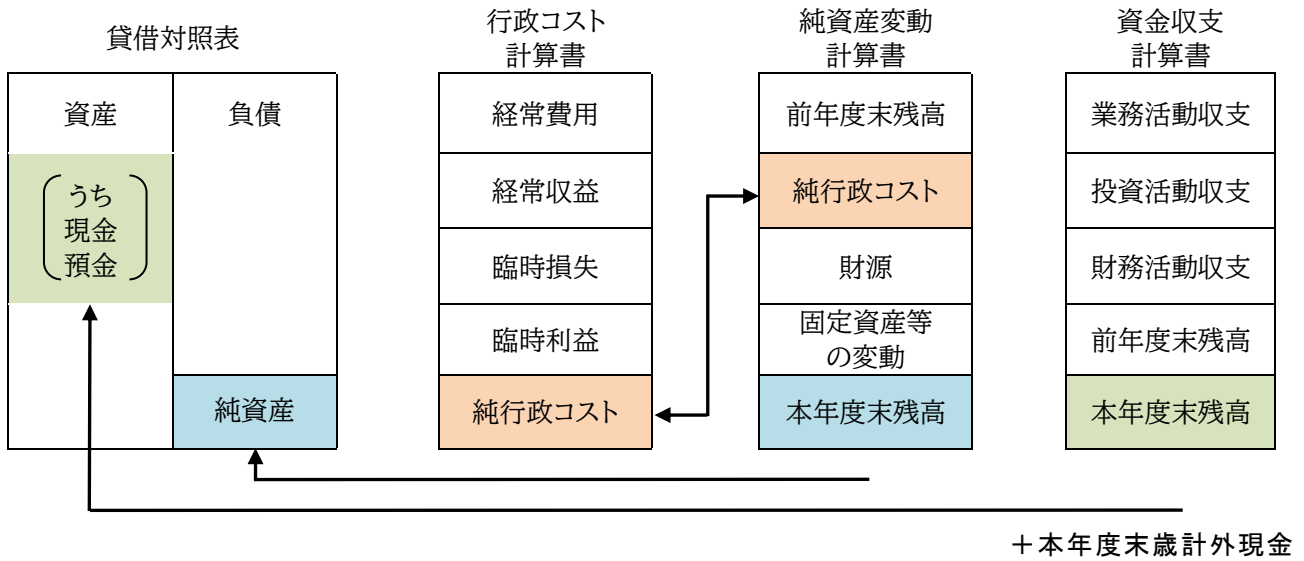 貸借対照表
資産
負債
うち
現金
預金
純資産
行政コスト
計算書
経常費用
経常収益
臨時損失
臨時利益
純行政コスト
純資産変動
計算書
前年度末残高
純行政コスト
財源
固定資産等
の変動
本年度末残高
資金収支
計算書
業務活動収支
投資活動収支
財務活動収支
前年度末残高
本年度末残高
＋本年度末歳計外現金